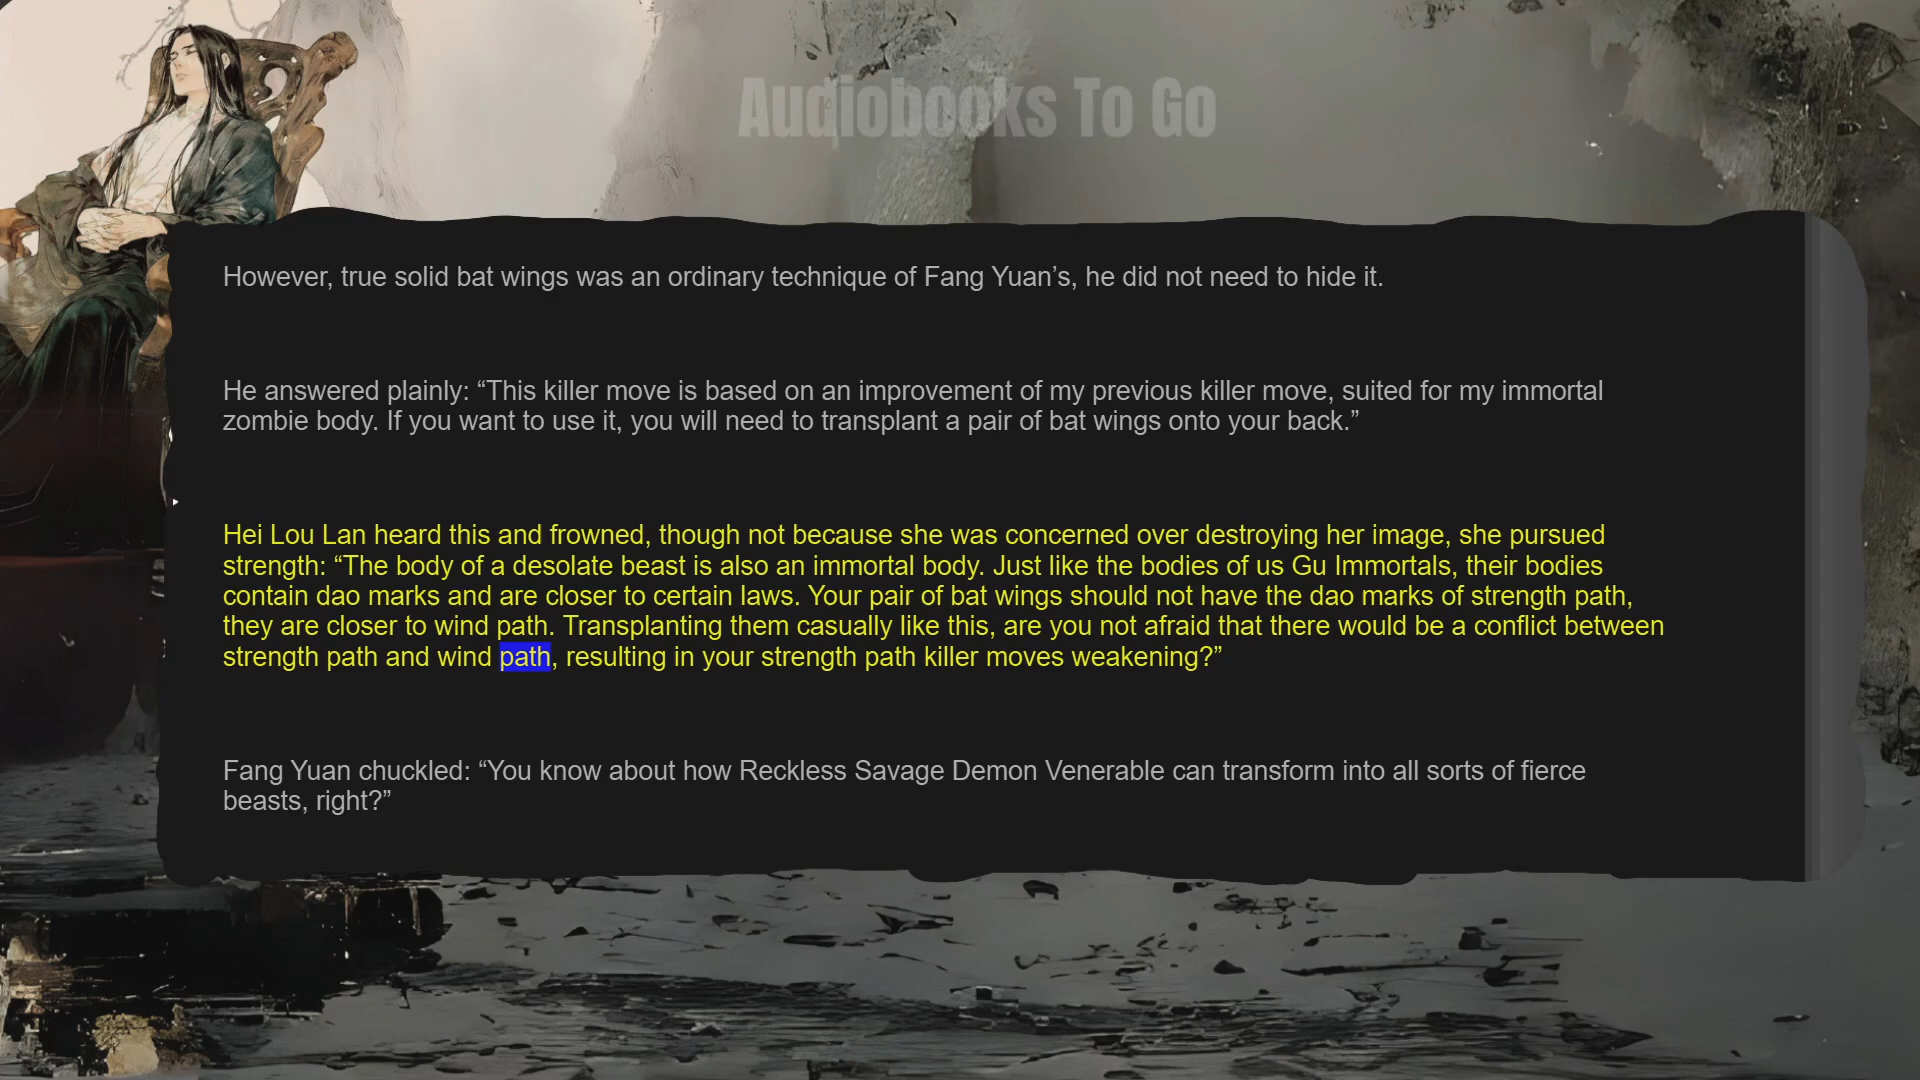 Audiobooks To Go
However, true solid bat wings was an ordinary technique of Fang Yuan’s, he did not need to hide it.
He answered plainly: “This killer move is based on an improvement of my previous killer move, suited for my immortal
zombie body. If you want to use it, you will need to transplant a pair of bat wings onto your back.”
Hei Lou Lan heard this and frowned, though not because she was concerned over destroying her image, she pursued
strength: “The body of a desolate beast is also an immortal body. Just like the bodies of us Gu Immortals, their bodies
contain dao marks and are closer to certain laws. Your pair of bat wings should not have the dao marks of strength path,
they are closer to wind path. Transplanting them casually like this, are you not afraid that there would be a conflict between
strength path and wind path, resulting in your strength path killer moves weakening?”
Fang Yuan chuckled: “You know about how Reckless Savage Demon Venerable can transform into all sorts of fierce
beasts, right?”